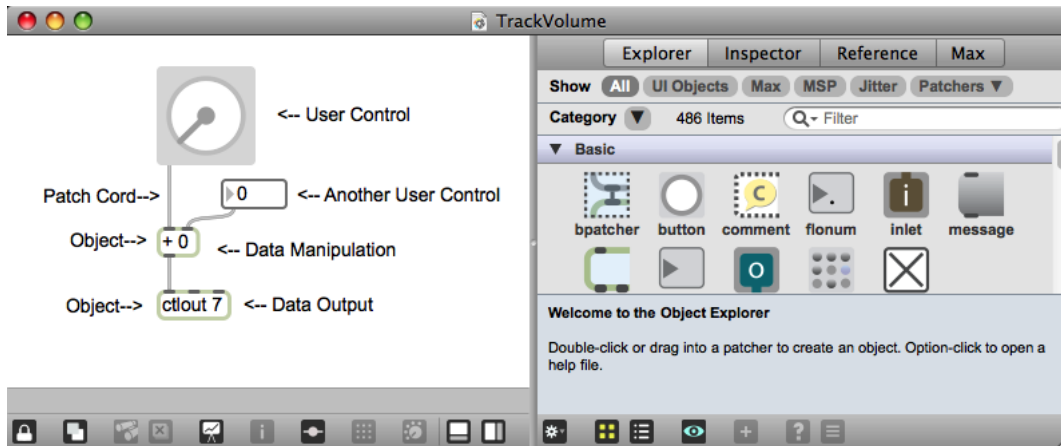 TrackVolume
Explorer Inspector Reference Max
Show All UI Objects Max MSP Jitter Patchers ▼
Category ▼ 486 Items Filter
▼ Basic
bpatcher button comment flonum inlet message
C
i
O
<-- User Control
Patch Cord-->
0
<-- Another User Control
Object-->
+ 0
<-- Data Manipulation
Object-->
ctlout 7
<-- Data Output
Welcome to the Object Explorer
Double-click or drag into a patcher to create an object. Option-click to open a
help file.
i
+ ?